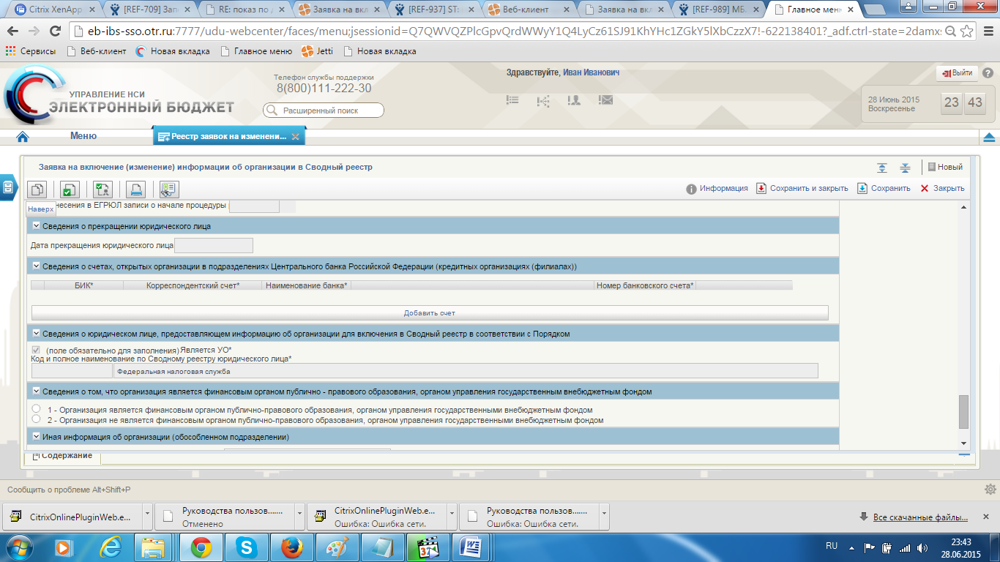 Citrix XenApp
[REF-709] Зап
RE: показ по
Заявка на вкл
[REF-937] ST:
Веб-клиент
Заявка на вкл
[REF-989] МБ
Главное мен
eb-ibs-sso.otr.ru:7777/udu-webcenter/faces/menu;jsessionid=Q7QWVQZPlcGpvQrdWWyY1Q4LyCz61SJ91KhYHc1ZGkY5lXbCzzX7!-622138401?_adf.ctrl-state=2damx
Сервисы Веб-клиент Новая вкладка Главное меню Jetti Новая вкладка
УПРАВЛЕНИЕ НСИ
ЭЛЕКТРОННЫЙ БЮДЖЕТ
Телефон службы поддержки
8(800)111-222-30
Расширенный поиск
Здравствуйте, Иван Иванович
Выйти
28 Июнь 2015
Воскресенье
23 43
Меню
Реестр заявок на изменени...
Заявка на включение (изменение) информации об организации в Сводный реестр
Новый
Информация Сохранить и закрыть Сохранить Закрыть
Наверх
несения в ЕГРЮЛ записи о начале процедуры
Сведения о прекращении юридического лица
Дата прекращения юридического лица
Сведения о счетах, открытых организации в подразделениях Центрального банка Российской Федерации (кредитных организациях (филиалах))
БИК* Корреспондентский счет* Наименование банка* Номер банковского счета*
Добавить счет
Сведения о юридическом лице, предоставляющем информацию об организации для включения в Сводный реестр в соответствии с Порядком
(поле обязательно для заполнения) Является УО*
Код и полное наименование по Сводному реестру юридического лица*
Федеральная налоговая служба
Сведения о том, что организация является финансовым органом публично - правового образования, органом управления государственным внебюджетным фондом
1 - Организация является финансовым органом публично-правового образования, органом управления государственными внебюджетным фондом
2 - Организация не является финансовым органом публично-правового образования, органом управления государственными внебюджетным фондом
Иная информация об организации (обособленном подразделении)
Содержание
Сообщить о проблеме Alt+Shift+P
CitrixOnlinePluginWeb.e...
Руководства пользов.......
Отменено
CitrixOnlinePluginWeb.e...
Ошибка: Ошибка сети.
Руководства пользов.......
Ошибка: Ошибка сети.
Все скачанные файлы...
RU
23:43
28.06.2015